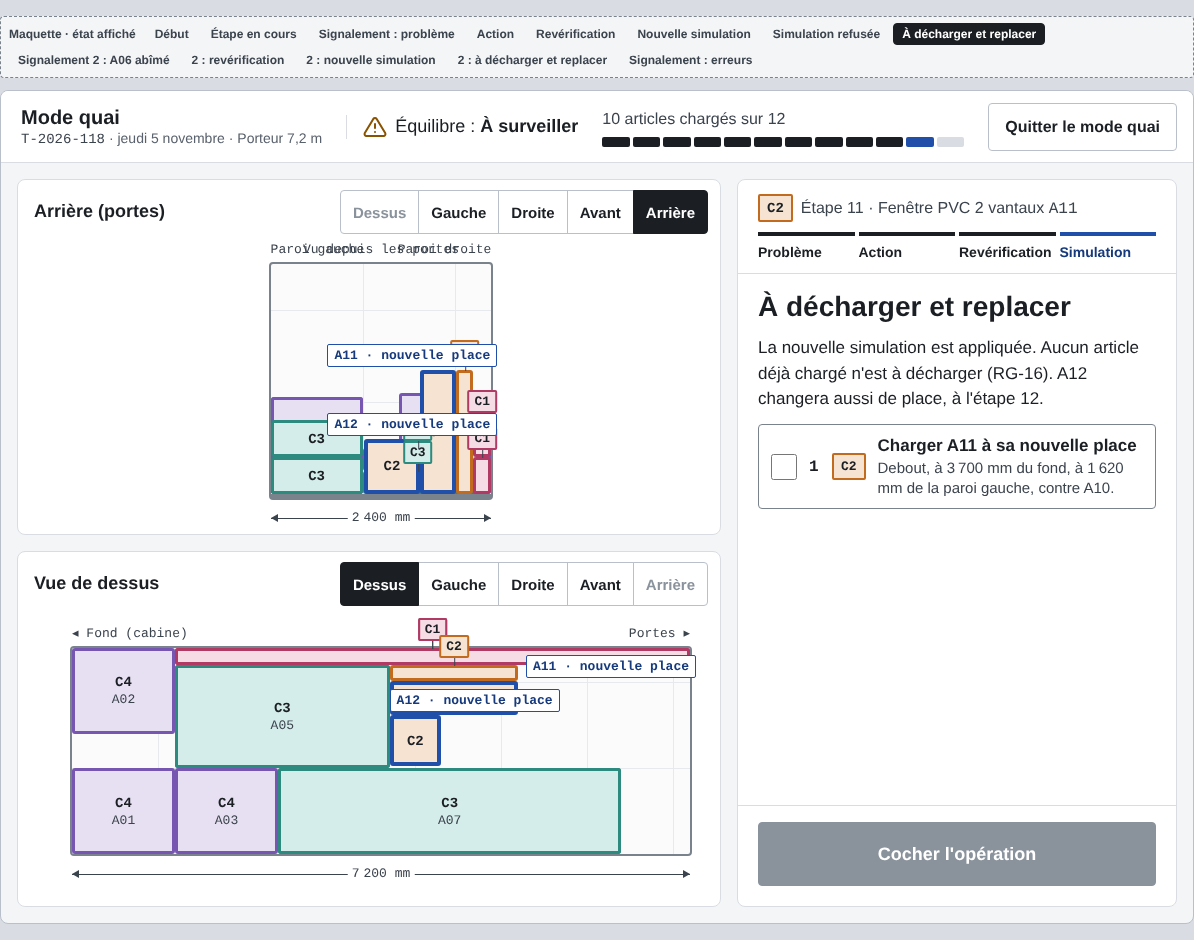 Maquette · état affiché Début Étape en cours Signalement : problème Action Revérification Nouvelle simulation Simulation refusée À décharger et replacer
Signalement 2 : A06 abîmé 2 : revérification 2 : nouvelle simulation 2 : à décharger et replacer Signalement : erreurs
Mode quai
T-2026-118 · jeudi 5 novembre · Porteur 7,2 m
Équilibre : À surveiller
10 articles chargés sur 12
Quitter le mode quai
Arrière (portes)
Dessus Gauche Droite Avant Arrière
Paroi gauche Vu depuis les portes Paroi droite
A11 · nouvelle place
C1
A12 · nouvelle place
C3
C1
C3
C2
C3
2 400 mm
Vue de dessus
Dessus Gauche Droite Avant Arrière
C1
◄ Fond (cabine)
Portes ►
C2
A11 · nouvelle place
C4
A02
C3
A05
A12 · nouvelle place
C2
C4
A01
C4
A03
C3
A07
7 200 mm
C2 Étape 11 · Fenêtre PVC 2 vantaux A11
Problème Action Revérification Simulation
À décharger et replacer
La nouvelle simulation est appliquée. Aucun article
déjà chargé n'est à décharger (RG-16). A12
changera aussi de place, à l'étape 12.
1 C2 Charger A11 à sa nouvelle place
Debout, à 3 700 mm du fond, à 1 620
mm de la paroi gauche, contre A10.
Cocher l'opération